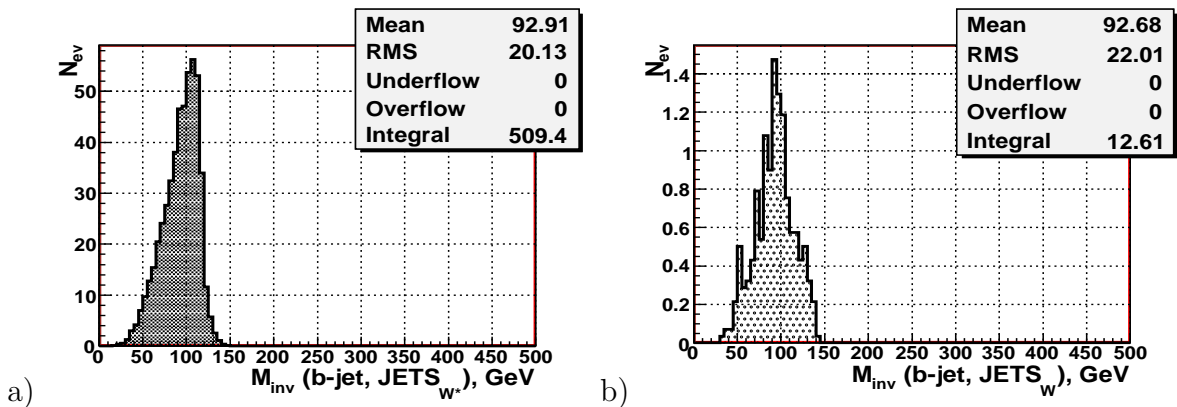 Mean 92.91
RMS 20.13
Underflow 0
Overflow 0
Integral 509.4
N_ev
50
40
30
20
10
0
0 50 100 150 200 250 300 350 400 450 500
M_inv (b-jet, JETS_W*), GeV
a)
Mean 92.68
RMS 22.01
Underflow 0
Overflow 0
Integral 12.61
N_ev
1.4
1.2
1
0.8
0.6
0.4
0.2
0
0 50 100 150 200 250 300 350 400 450 500
M_inv (b-jet, JETS_W), GeV
b)